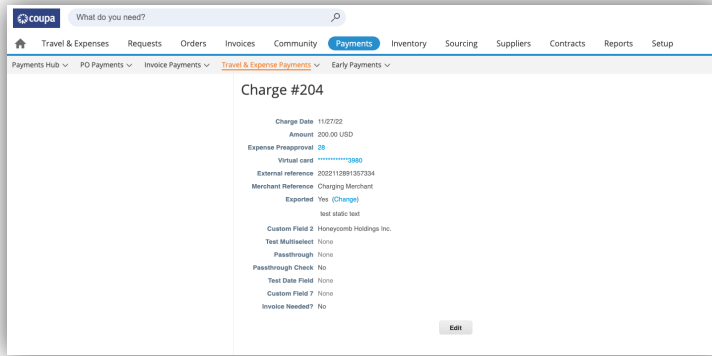 coupa
What do you need?
Travel & Expenses Requests Orders Invoices Community Payments Inventory Sourcing Suppliers Contracts Reports Setup
Payments Hub PO Payments Invoice Payments Travel & Expense Payments Early Payments
Charge #204
Charge Date 11/27/22
Amount 200.00 USD
Expense Preapproval 26
Virtual card ************3980
External reference 2022112891357334
Merchant Reference Charging Merchant
Exported Yes (Change)
test static text
Custom Field 2 Honeycomb Holdings Inc.
Test Multiselect None
Passthrough None
Passthrough Check No
Test Date Field None
Custom Field 7 None
Invoice Needed? No
Edit